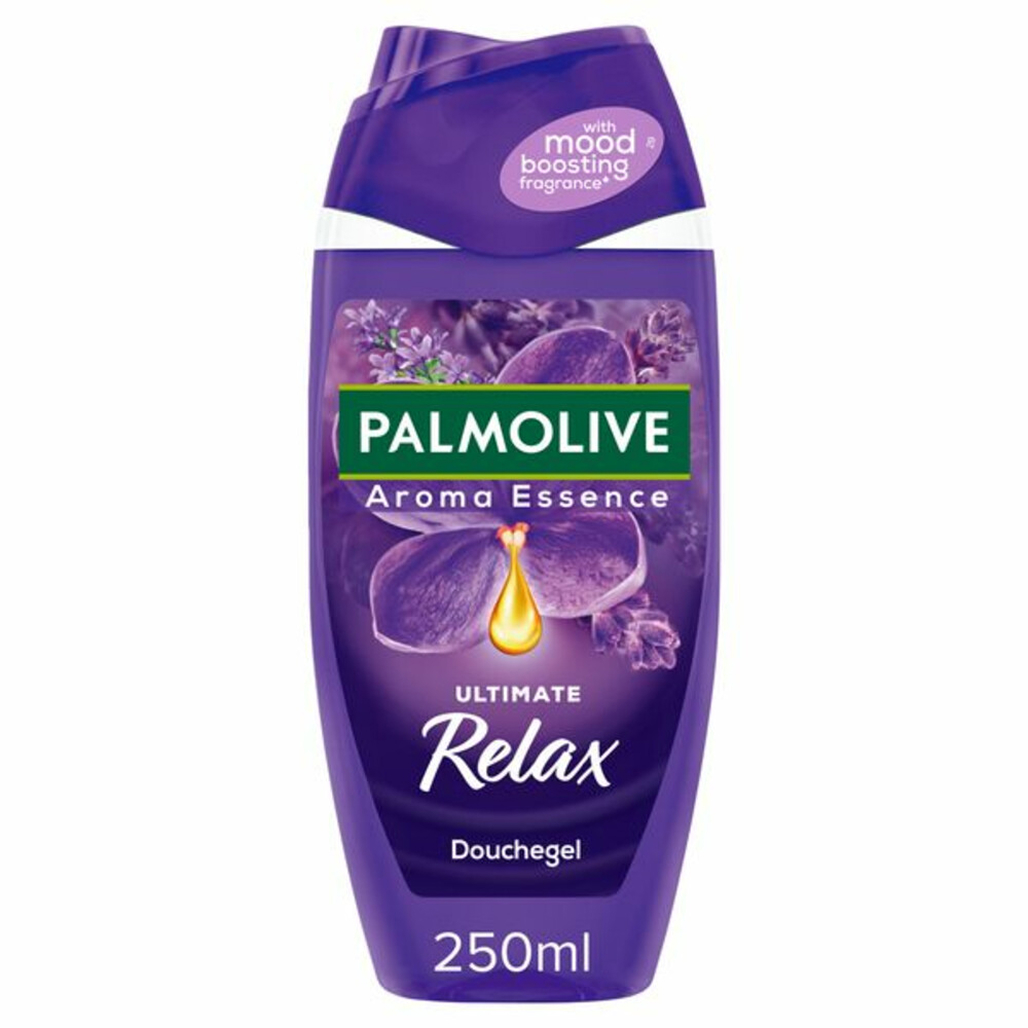 with
mood
boosting
fragrance*
PALMOLIVE
Aroma Essence
ULTIMATE
Relax
Douchegel
250ml